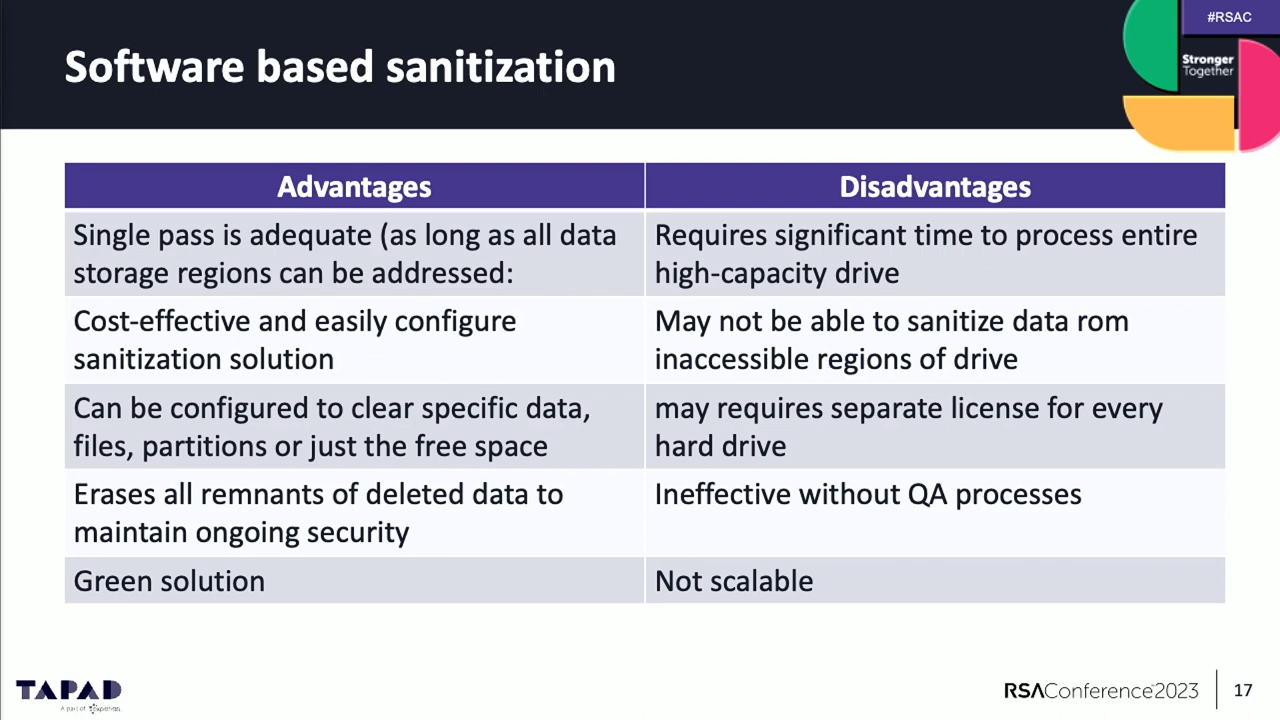 #RSAC
Software based sanitization
Stronger
Together
Advantages
Disadvantages
Single pass is adequate (as long as all data
storage regions can be addressed:
Requires significant time to process entire
high-capacity drive
Cost-effective and easily configure
sanitization solution
May not be able to sanitize data rom
inaccessible regions of drive
Can be configured to clear specific data,
files, partitions or just the free space
may requires separate license for every
hard drive
Erases all remnants of deleted data to
maintain ongoing security
Ineffective without QA processes
Green solution
Not scalable
TAPAD
A part of experian.
RSAConference™2023
17